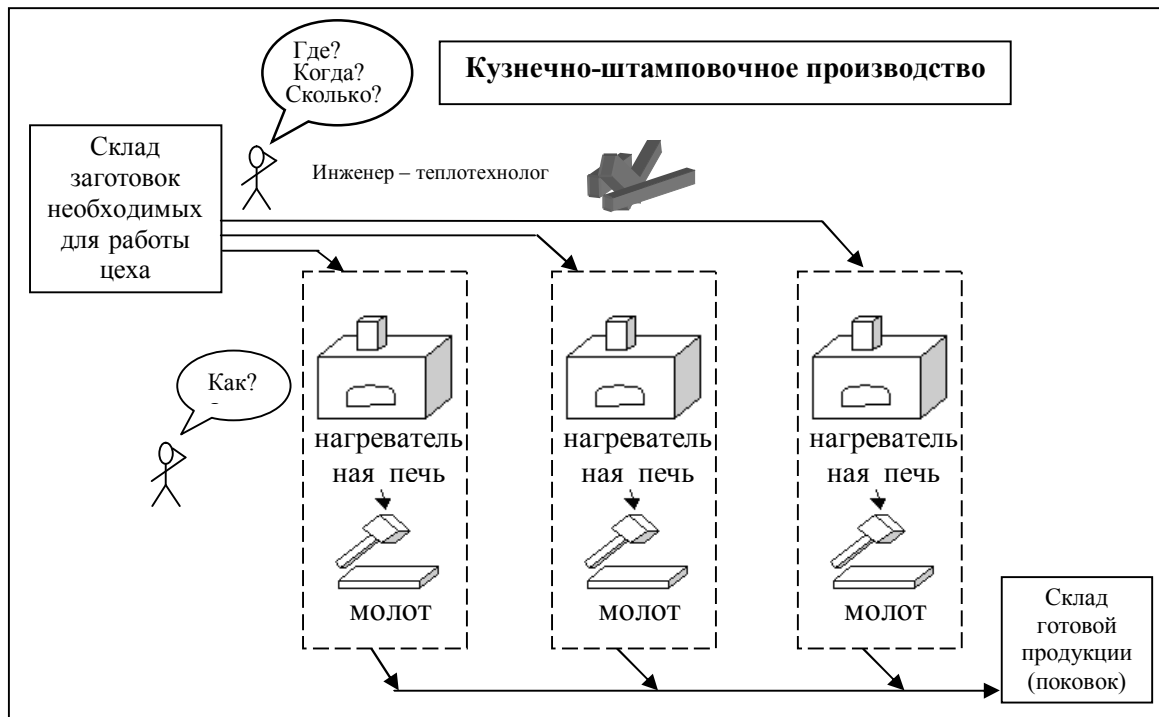 Где?
Когда?
Сколько?
Кузнечно-штамповочное производство
Склад
заготовок
необходимых
для работы
цеха
Инженер – теплотехнолог
Как?
нагреватель
ная печь
молот
нагреватель
ная печь
молот
нагреватель
ная печь
молот
Склад
готовой
продукции
(поковок)